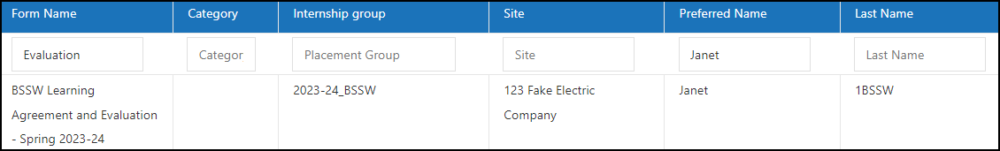 Form Name Category Internship group Site Preferred Name Last Name
Evaluation Categor Placement Group Site Janet Last Name
BSSW Learning 2023-24_BSSW 123 Fake Electric Janet 1BSSW
Agreement and Evaluation Company
- Spring 2023-24